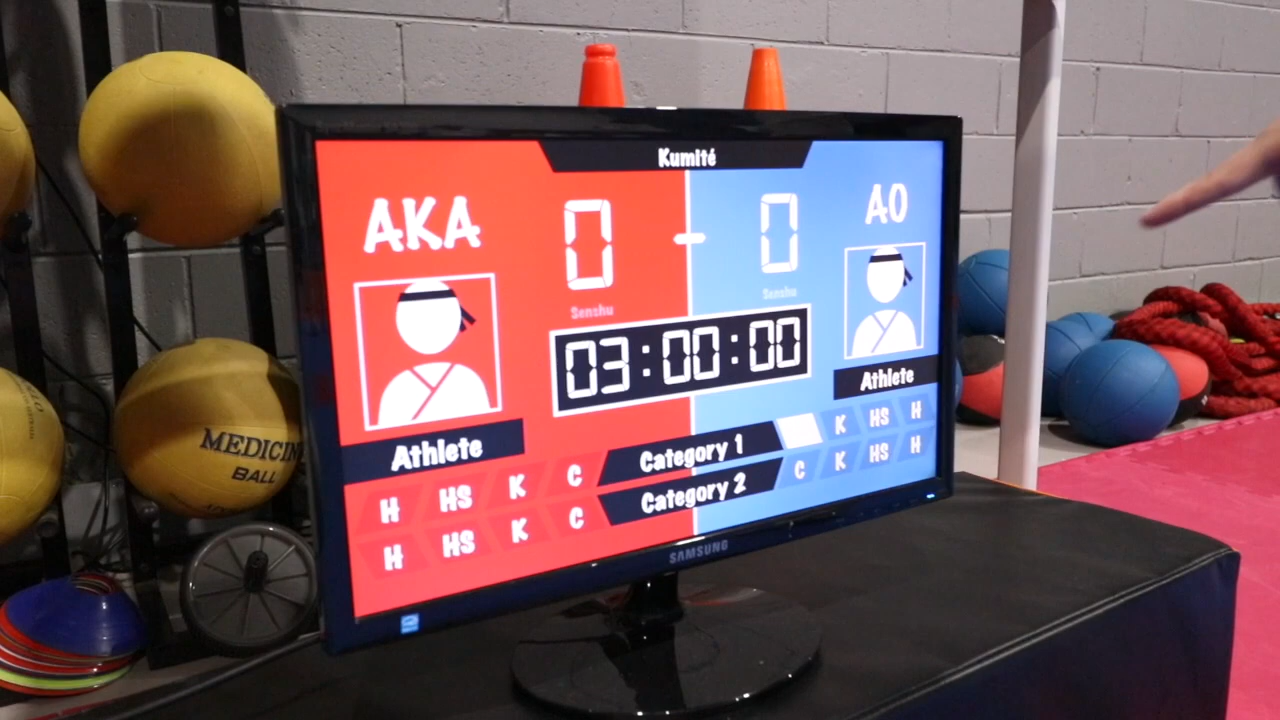 Kumité
AKA
0
0
AO
Senshu
Senshu
03:00:00
Athlete
Athlete
Category 1
K HS H
H HS K C
Category 2
C K HS H
H HS K C
SAMSUNG
MEDICINE
BALL